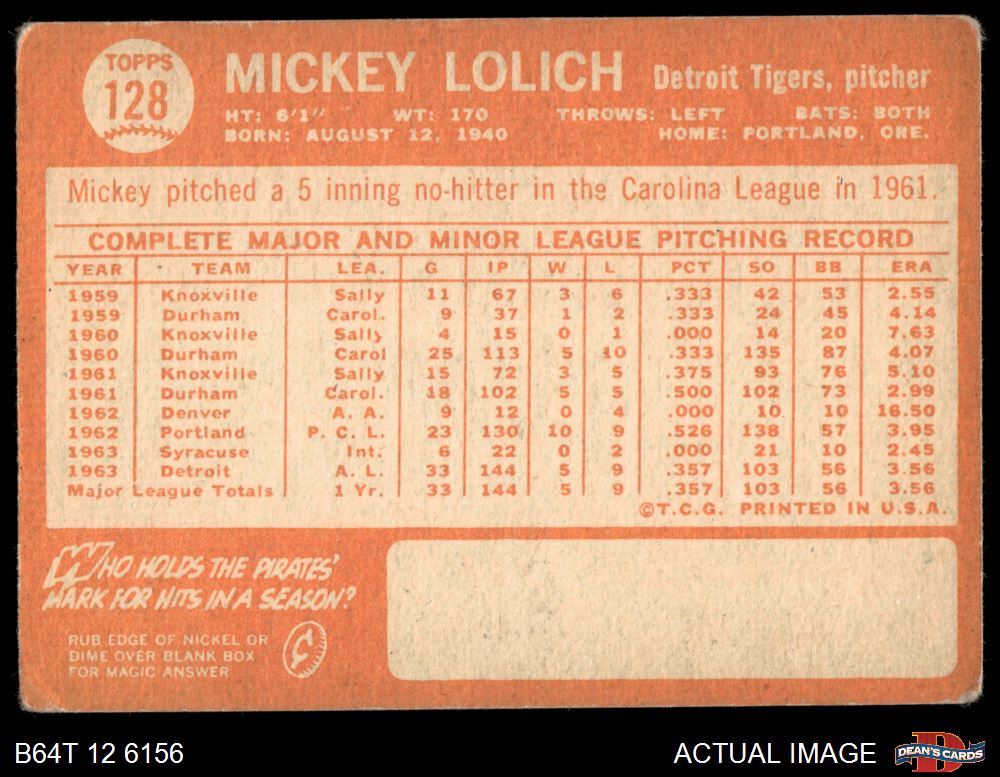 TOPPS
128
MICKEY LOLICH Detroit Tigers, pitcher
HT: 6'1" WT: 170 THROWS: LEFT BATS: BOTH
BORN: AUGUST 12, 1940 HOME: PORTLAND, ORE.
Mickey pitched a 5 inning no-hitter in the Carolina League in 1961.
COMPLETE MAJOR AND MINOR LEAGUE PITCHING RECORD
YEAR TEAM LEA. G IP W L PCT SO BB ERA
1959 Knoxville Sally 11 67 3 6 .333 42 53 2.55
1959 Durham Carol. 9 37 1 2 .333 24 45 4.14
1960 Knoxville Sally 4 15 0 1 .000 14 20 7.63
1960 Durham Carol 25 113 5 10 .333 135 87 4.07
1961 Knoxville Sally 15 72 3 5 .375 93 76 5.10
1961 Durham Carol. 18 102 5 5 .500 102 73 2.99
1962 Denver A. A. 9 12 0 4 .000 10 10 16.50
1962 Portland P. C. L. 23 130 10 9 .526 138 57 3.95
1963 Syracuse Int. 6 22 0 2 .000 21 10 2.45
1963 Detroit A. L. 33 144 5 9 .357 103 56 3.56
Major League Totals 1 Yr. 33 144 5 9 .357 103 56 3.56
©T.C.G. PRINTED IN U.S.A.
WHO HOLDS THE PIRATES'
MARK FOR HITS IN A SEASON?
RUB EDGE OF NICKEL OR
DIME OVER BLANK BOX
FOR MAGIC ANSWER
¢
B64T 12 6156
ACTUAL IMAGE
D
DEAN'S CARDS